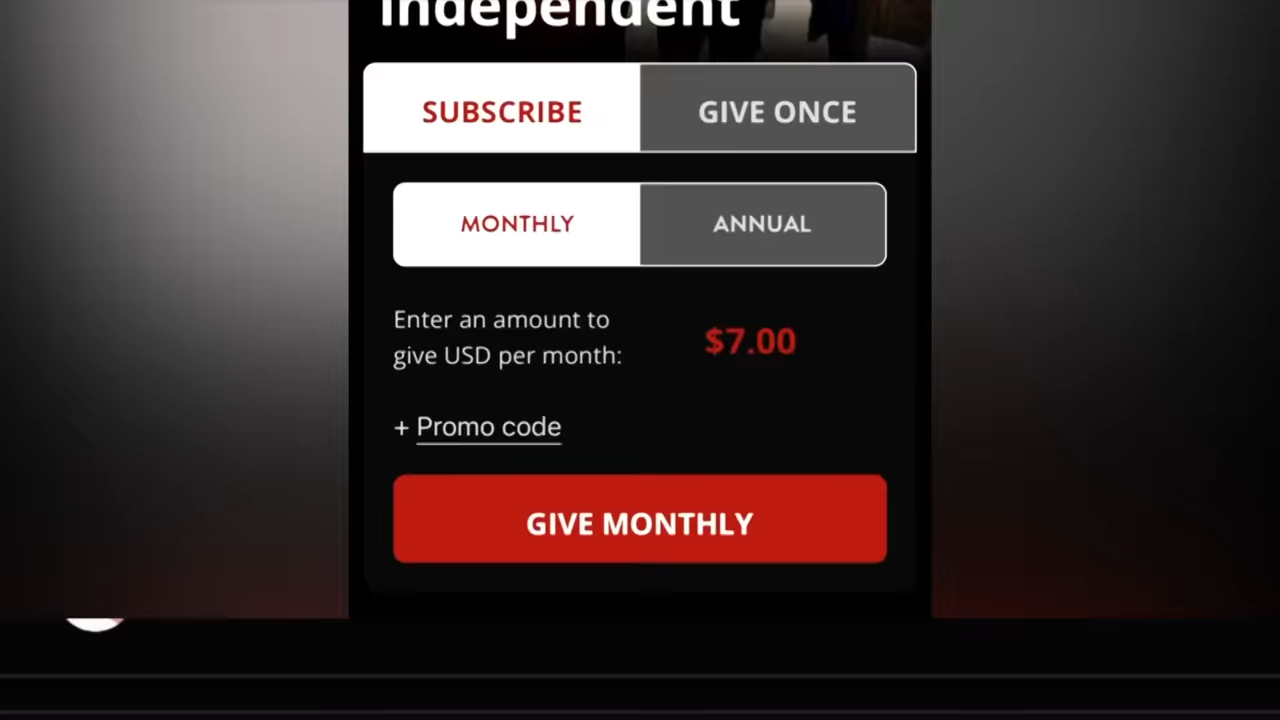 independent
SUBSCRIBE
GIVE ONCE
MONTHLY
ANNUAL
Enter an amount to
give USD per month:
$7.00
+ Promo code
GIVE MONTHLY